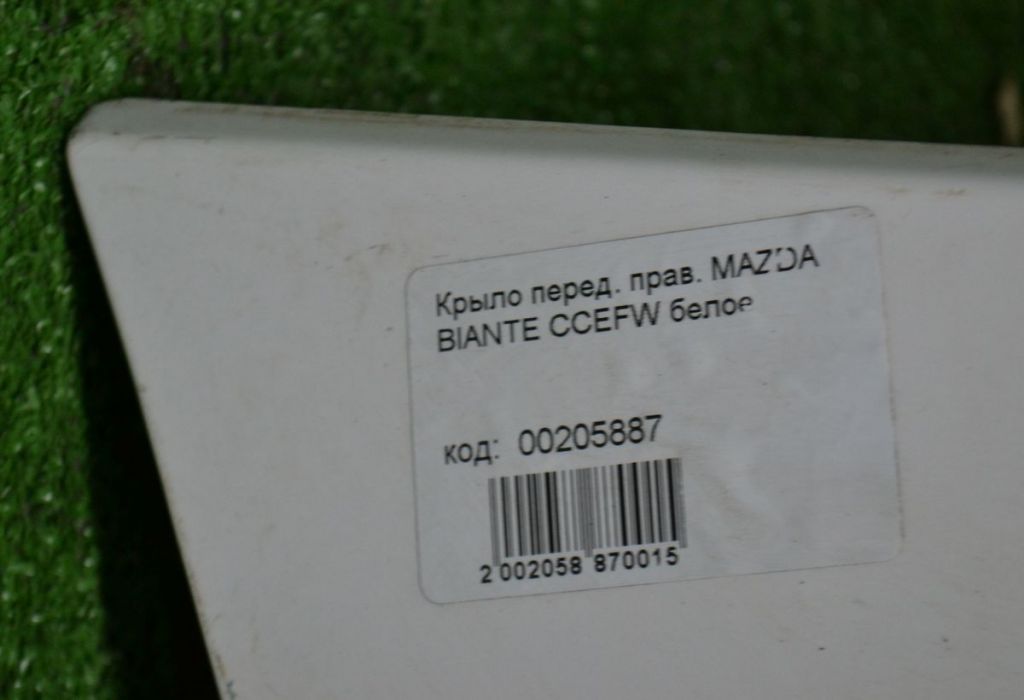 Крыло перед. прав. MAZDA
BIANTE CCEFW белое
код: 00205887
2 002058 870015